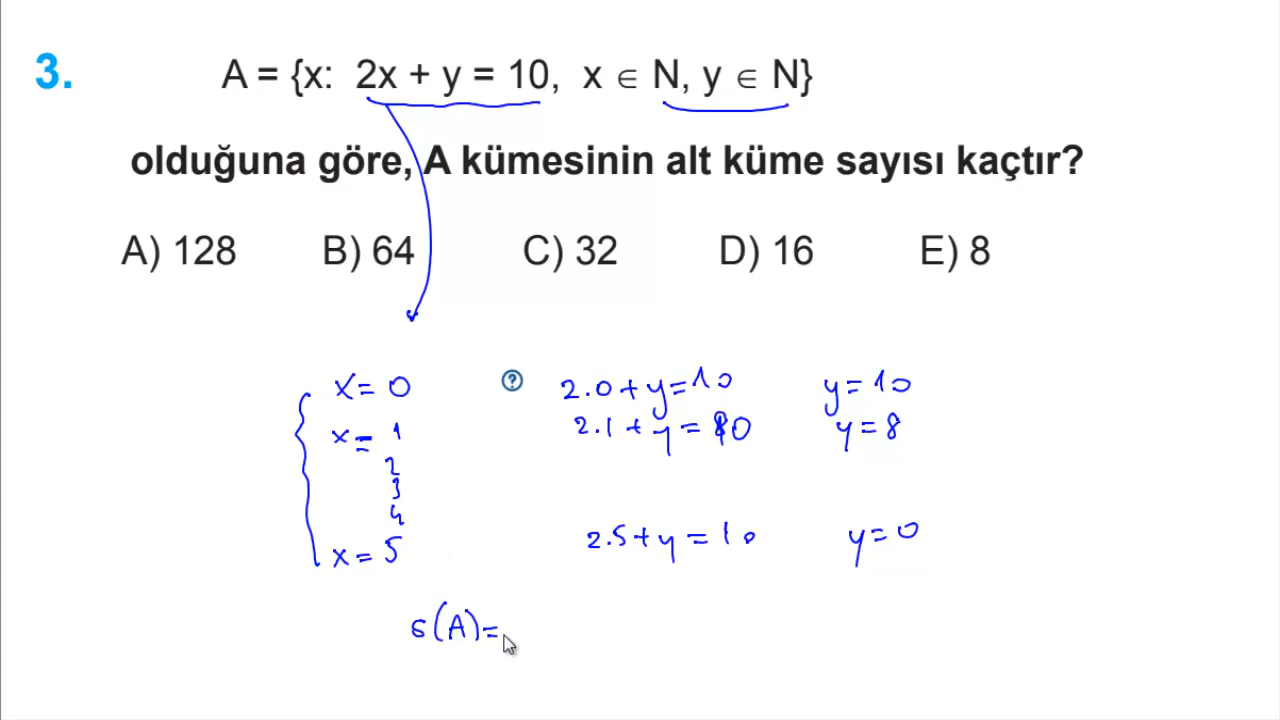 3. A = {x: 2x + y = 10, x ∈ N, y ∈ N}
olduğuna göre, A kümesinin alt küme sayısı kaçtır?
A) 128 B) 64 C) 32 D) 16 E) 8
x = 0 ? 2.0 + y = 10 y = 10
x = 1 2.1 + y = 10 y = 8
2
3
4
x = 5 2.5 + y = 10 y = 0
s(A) =